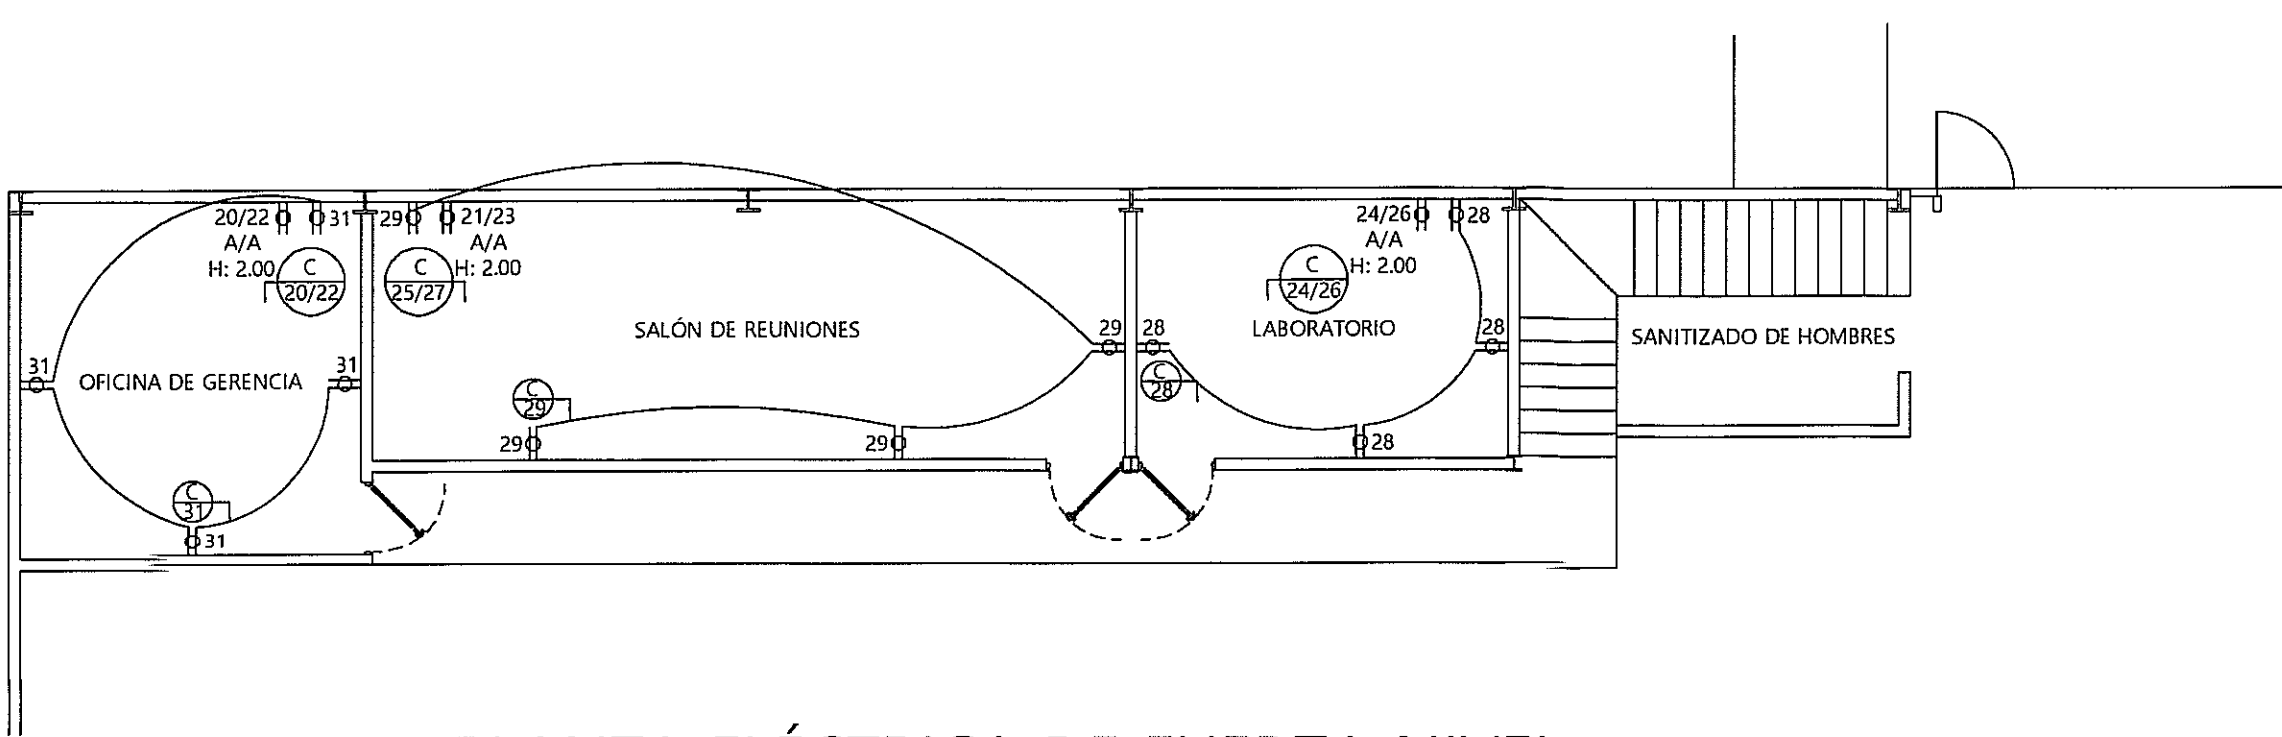 20/22
31
29
21/23
24/26
28
A/A
A/A
A/A
H: 2.00
C
20/22
C
25/27
H: 2.00
C
24/26
H: 2.00
SALÓN DE REUNIONES
29
28
LABORATORIO
28
SANITIZADO DE HOMBRES
31
31
OFICINA DE GERENCIA
C
29
C
28
29
29
28
C
31
31